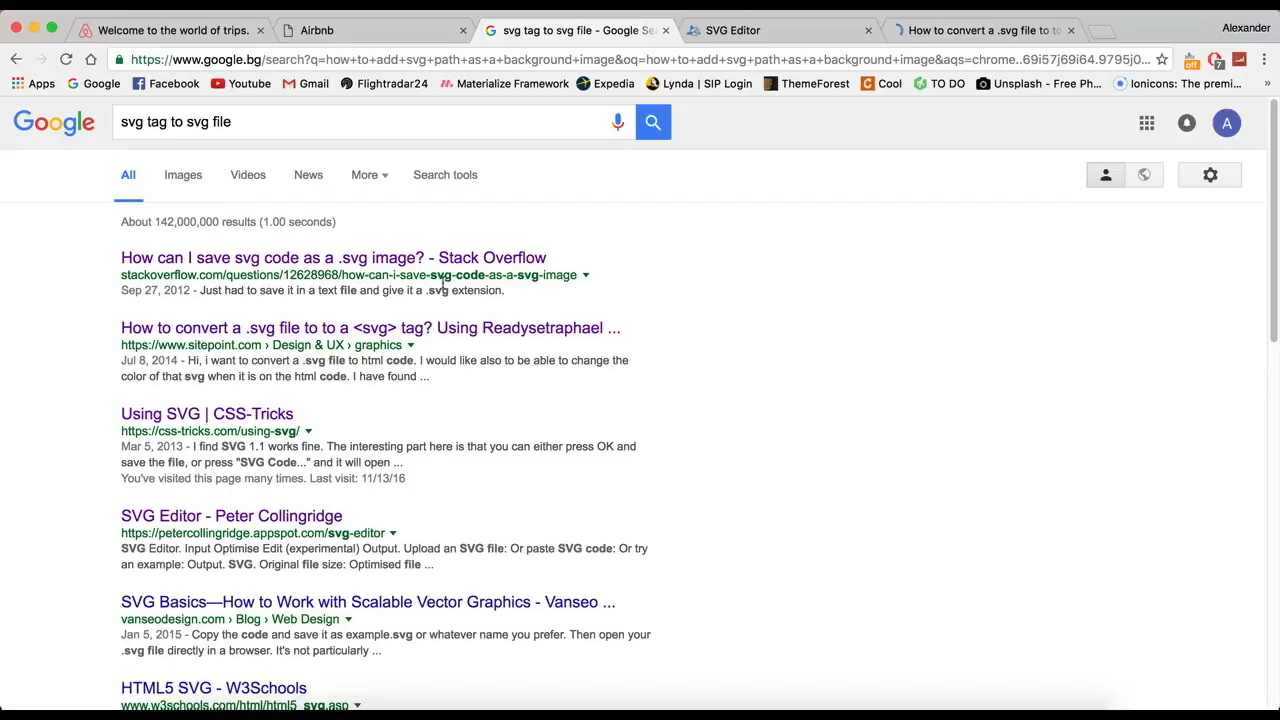 Welcome to the world of trips.
Airbnb
svg tag to svg file - Google Se
SVG Editor
How to convert a .svg file to to
Alexander
https://www.google.bg/search?q=how+to+add+svg+path+as+a+background+image&oq=how+to+add+svg+path+as+a+background+image&aqs=chrome..69i57j69i64.9795j0...
off
7
Apps
Google
Facebook
YouTube
Gmail
Flightradar24
Materialize Framework
Expedia
Lynda | SIP Login
ThemeForest
Cool
TO DO
Unsplash - Free Ph...
Ionicons: The premi...
»
Google
svg tag to svg file
A
All
Images
Videos
News
More
Search tools
About 142,000,000 results (1.00 seconds)
How can I save svg code as a .svg image? - Stack Overflow
stackoverflow.com/questions/12628968/how-can-i-save-svg-code-as-a-svg-image
Sep 27, 2012 - Just had to save it in a text file and give it a .svg extension.
How to convert a .svg file to to a <svg> tag? Using Readysetraphael ...
https://www.sitepoint.com › Design & UX › graphics
Jul 8, 2014 - Hi, i want to convert a .svg file to html code. I would like also to be able to change the
color of that svg when it is on the html code. I have found ...
Using SVG | CSS-Tricks
https://css-tricks.com/using-svg/
Mar 5, 2013 - I find SVG 1.1 works fine. The interesting part here is that you can either press OK and
save the file, or press "SVG Code..." and it will open ...
You've visited this page many times. Last visit: 11/13/16
SVG Editor - Peter Collingridge
https://petercollingridge.appspot.com/svg-editor
SVG Editor. Input Optimise Edit (experimental) Output. Upload an SVG file: Or paste SVG code: Or try
an example: Output. SVG. Original file size: Optimised file ...
SVG Basics—How to Work with Scalable Vector Graphics - Vanseo ...
vanseodesign.com › Blog › Web Design
Jan 5, 2015 - Copy the code and save it as example.svg or whatever name you prefer. Then open your
.svg file directly in a browser. It's not particularly ...
HTML5 SVG - W3Schools
www.w3schools.com/html/html5_svg.asp